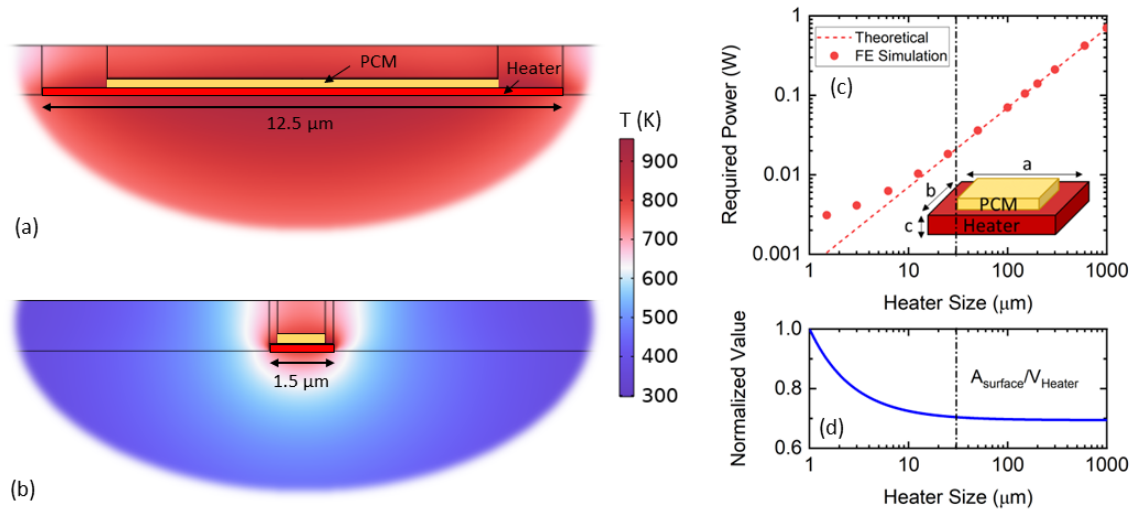 (a)
PCM
Heater
12.5 μm
T (K)
900
800
700
600
500
400
300
(b)
1.5 μm
Required Power (W)
1
0.1
0.01
0.001
Theoretical
FE Simulation
(c)
a
b
c
PCM
Heater
1
10
100
1000
Heater Size (μm)
Normalized Value
1.0
0.8
0.6
A_surface/V_Heater
(d)
1
10
100
1000
Heater Size (μm)